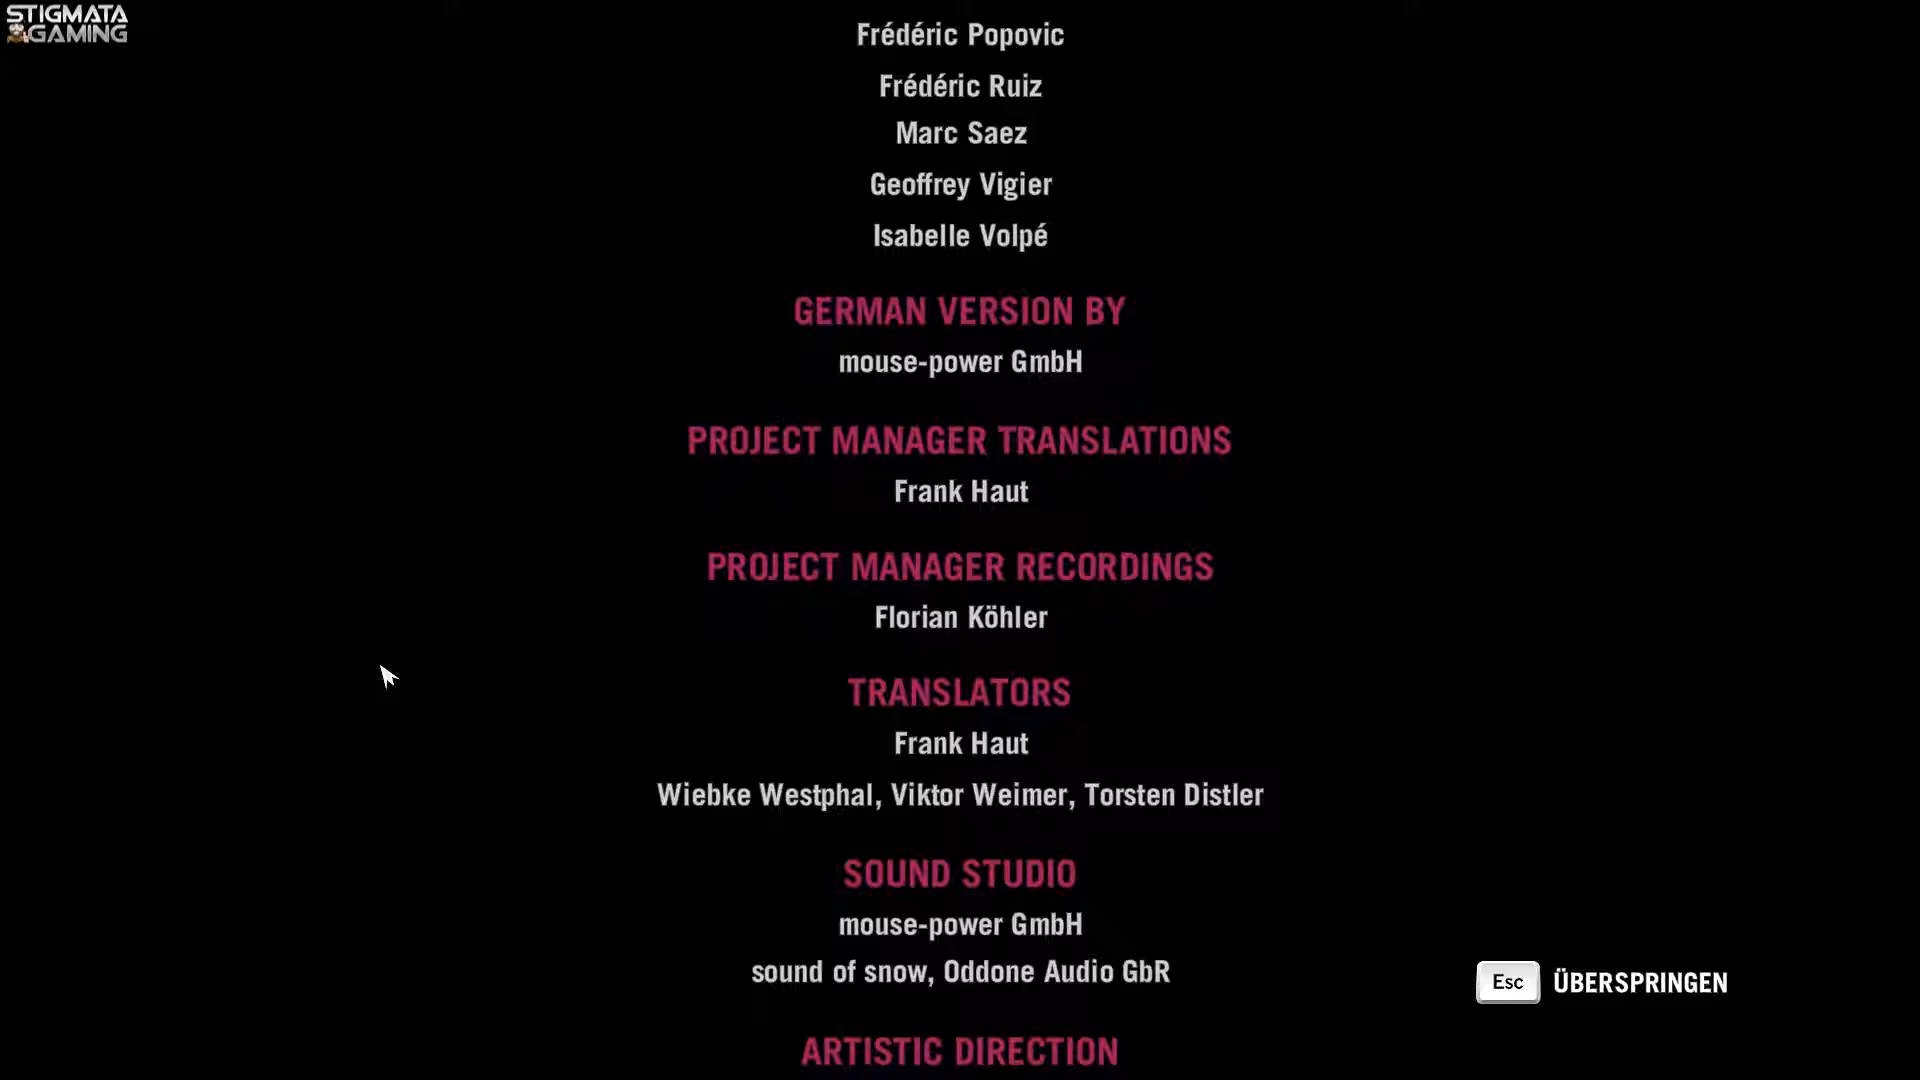 STIGMATA
GAMING
Frédéric Popovic
Frédéric Ruiz
Marc Saez
Geoffrey Vigier
Isabelle Volpé
GERMAN VERSION BY
mouse-power GmbH
PROJECT MANAGER TRANSLATIONS
Frank Haut
PROJECT MANAGER RECORDINGS
Florian Köhler
TRANSLATORS
Frank Haut
Wiebke Westphal, Viktor Weimer, Torsten Distler
SOUND STUDIO
mouse-power GmbH
sound of snow, Oddone Audio GbR
Esc ÜBERSPRINGEN
ARTISTIC DIRECTION